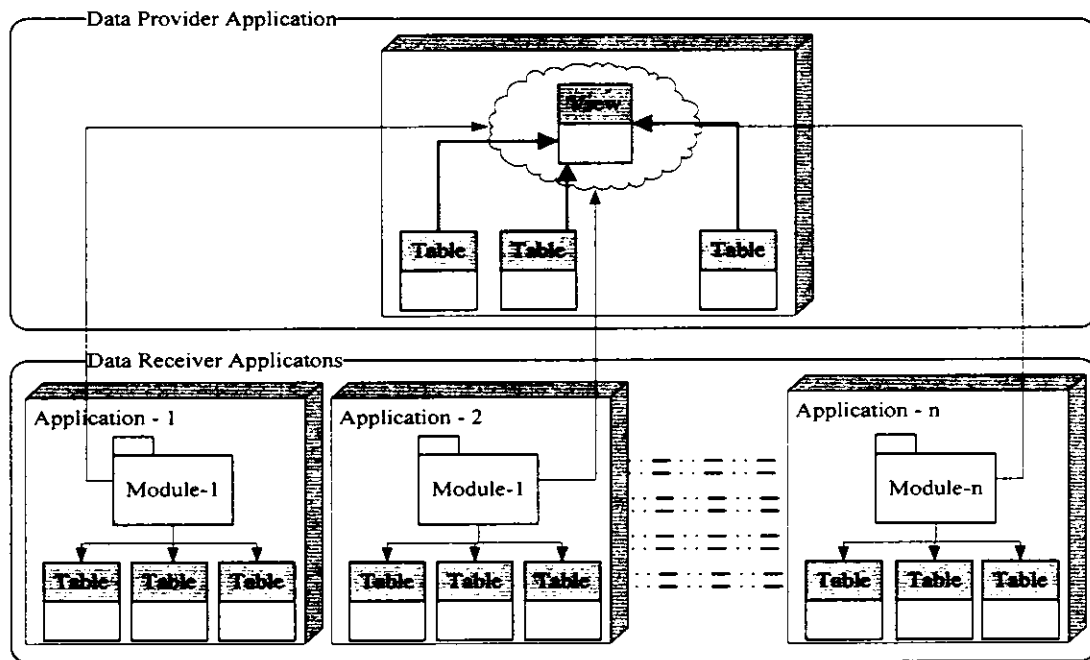 Data Provider Application
View
Table
Table
Table
Data Receiver Applicatons
Application - 1
Application - 2
Application - n
Module-1
Module-1
Module-n
Table
Table
Table
Table
Table
Table
Table
Table
Table